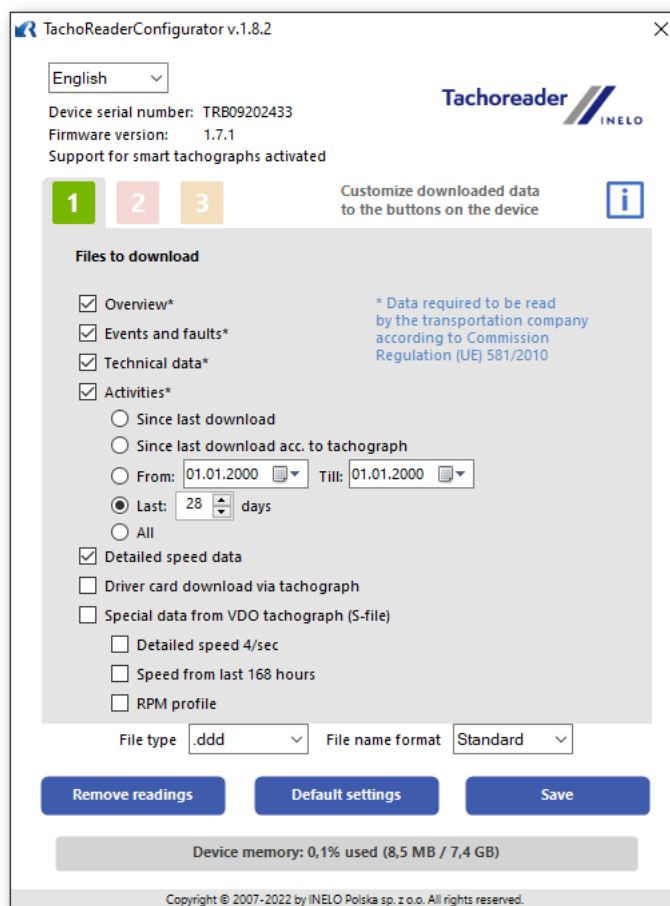 TachoReaderConfigurator v.1.8.2
English
Tachoreader
INELO
Device serial number: TRB09202433
Firmware version: 1.7.1
Support for smart tachographs activated
1 2 3
Customize downloaded data
to the buttons on the device
i
Files to download
Overview*
Events and faults*
Technical data*
Activities*
* Data required to be read
by the transportation company
according to Commission
Regulation (UE) 581/2010
Since last download
Since last download acc. to tachograph
From: 01.01.2000 Till: 01.01.2000
Last: 28 days
All
Detailed speed data
Driver card download via tachograph
Special data from VDO tachograph (S-file)
Detailed speed 4/sec
Speed from last 168 hours
RPM profile
File type .ddd File name format Standard
Remove readings Default settings Save
Device memory: 0,1% used (8,5 MB / 7,4 GB)
Copyright © 2007-2022 by INELO Polska sp. z o.o. All rights reserved.